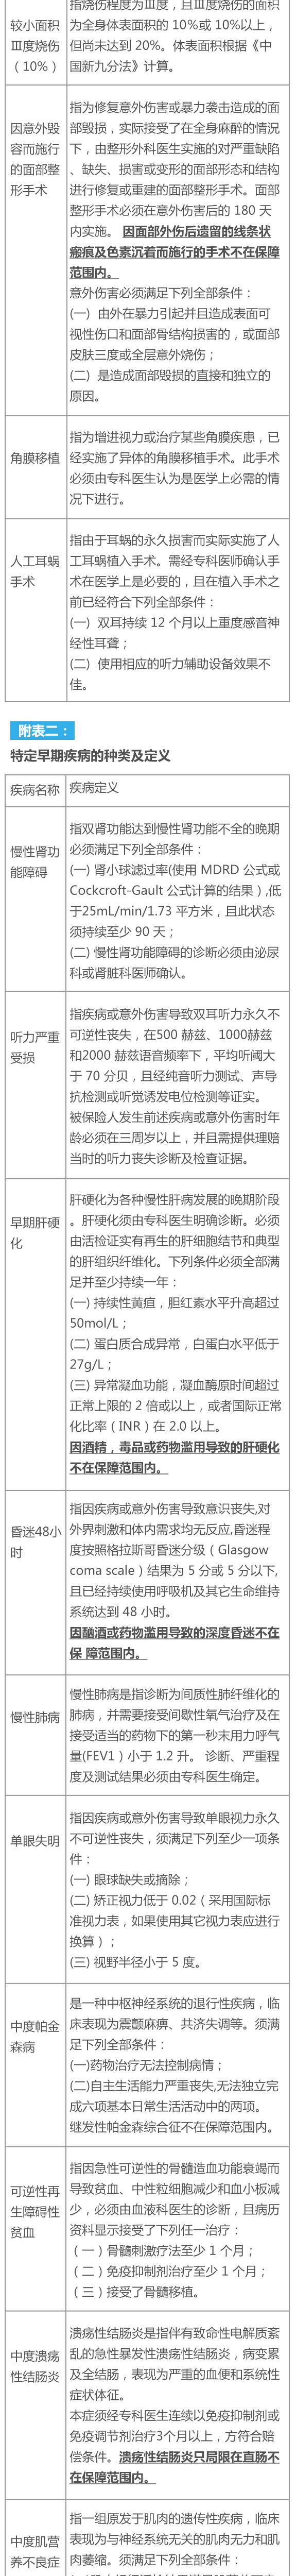 指烧伤程度为Ⅲ度，且Ⅲ度烧伤的面积
较小面积
Ⅲ度烧伤
（10%）
为全身体表面积的 10%或 10%以上，
但尚未达到 20%。体表面积根据《中
国新九分法》计算。
因意外毁
容而施行
的面部整
形手术
指为修复意外伤害或暴力袭击造成的面
部毁损，实际接受了在全身麻醉的情况
下，由整形外科医生实施的对严重缺陷
、缺失、损害或变形的面部形态和结构
进行修复或重建的面部整形手术。面部
整形手术必须在意外伤害后的 180 天
内实施。 因面部外伤后遗留的线条状
瘢痕及色素沉着而施行的手术不在保障
范围内。
意外伤害必须满足下列全部条件：
(一) 由外在暴力引起并且造成表面可
视性伤口和面部骨结构损害的，或面部
皮肤三度或全层意外烧伤；
(二) 是造成面部毁损的直接和独立的
原因。
角膜移植
指为增进视力或治疗某些角膜疾患，已
经实施了异体的角膜移植手术。此手术
必须由专科医生认为是医学上必需的情
况下进行。
人工耳蜗
手术
指由于耳蜗的永久损害而实际实施了人
工耳蜗植入手术。需经专科医师确认手
术在医学上是必要的，且在植入手术之
前已经符合下列全部条件：
(一) 双耳持续 12 个月以上重度感音神
经性耳聋；
(二) 使用相应的听力辅助设备效果不
佳。
附表二：
特定早期疾病的种类及定义
疾病名称
疾病定义
慢性肾功
能障碍
指双肾功能达到慢性肾功能不全的晚期
必须满足下列全部条件：
(一) 肾小球滤过率(使用 MDRD 公式或
Cockcroft-Gault 公式计算的结果 ) ,低
于25mL/min/1.73 平方米，且此状态
须持续至少 90 天；
(二) 慢性肾功能障碍的诊断必须由泌尿
科或肾脏科医师确认。
听力严重
受损
指疾病或意外伤害导致双耳听力永久不
可逆性丧失，在500 赫兹、1000赫兹
和2000 赫兹语音频率下，平均听阈大
于 70 分贝，且经纯音听力测试、声导
抗检测或听觉诱发电位检测等证实。
被保险人发生前述疾病或意外伤害时年
龄必须在三周岁以上，并且需提供理赔
当时的听力丧失诊断及检查证据。
早期肝硬
化
肝硬化为各种慢性肝病发展的晚期阶段
。肝硬化须由专科医生明确诊断。必须
由活检证实有再生的肝细胞结节和典型
的肝组织纤维化。下列条件必须全部满
足并至少持续一年：
(一) 持续性黄疸，胆红素水平升高超过
50mol/L；
(二) 蛋白质合成异常，白蛋白水平低于
27g/L；
(三) 异常凝血功能，凝血酶原时间超过
正常上限的 2 倍或以上，或者国际正常
化比率（INR）在 2.0 以上。
因酒精，毒品或药物滥用导致的肝硬化
不在保障范围内。
昏迷48小
时
指因疾病或意外伤害导致意识丧失,对
外界刺激和体内需求均无反应,昏迷程
度按照格拉斯哥昏迷分级（Glasgow
coma scale）结果为 5 分或 5 分以下,
且已经持续使用呼吸机及其它生命维持
系统达到 48 小时。
因酗酒或药物滥用导致的深度昏迷不在
保 障范围内。
慢性肺病
慢性肺病是指诊断为间质性肺纤维化的
肺病，并需要接受间歇性氧气治疗及在
接受适当的药物下的第一秒末用力呼气
量(FEV1）小于 1.2 升。 诊断、严重程
度及测试结果必须由专科医生确定。
单眼失明
指因疾病或意外伤害导致单眼视力永久
不可逆性丧失，须满足下列至少一项条
件：
(一) 眼球缺失或摘除；
(二) 矫正视力低于 0.02（ 采用国际标
准视力表，如果使用其它视力表应进行
换算 ）；
(三) 视野半径小于 5 度。
中度帕金
森病
是一种中枢神经系统的退行性疾病，临
床表现为震颤麻痹、共济失调等。须满
足下列全部条件：
(一)药物治疗无法控制病情；
(二)自主生活能力严重丧失,无法独立完
成六项基本日常生活活动中的两项。
继发性帕金森综合征不在保障范围内。
可逆性再
生障碍性
贫血
指因急性可逆性的骨髓造血功能衰竭而
导致贫血、中性粒细胞减少和血小板减
少，必须由血液科医生的诊断，且病历
资料显示接受了下列任一治疗：
（一）骨髓刺激疗法至少 1 个月；
（二）免疫抑制剂治疗至少 1 个月；
（三）接受了骨髓移植。
中度溃疡
性结肠炎
溃疡性结肠炎是指伴有致命性电解质紊
乱的急性暴发性溃疡性结肠炎，病变累
及全结肠，表现为严重的血便和系统性
症状体征。
本症须经专科医生连续以免疫抑制剂或
免疫调节剂治疗3个月以上，方符合赔
偿条件。溃疡性结肠炎只局限在直肠不
在保障范围内。
中度肌营
养不良症
指一组原发于肌肉的遗传性疾病，临床
表现为与神经系统无关的肌肉无力和肌
肉萎缩。须满足下列全部条件：